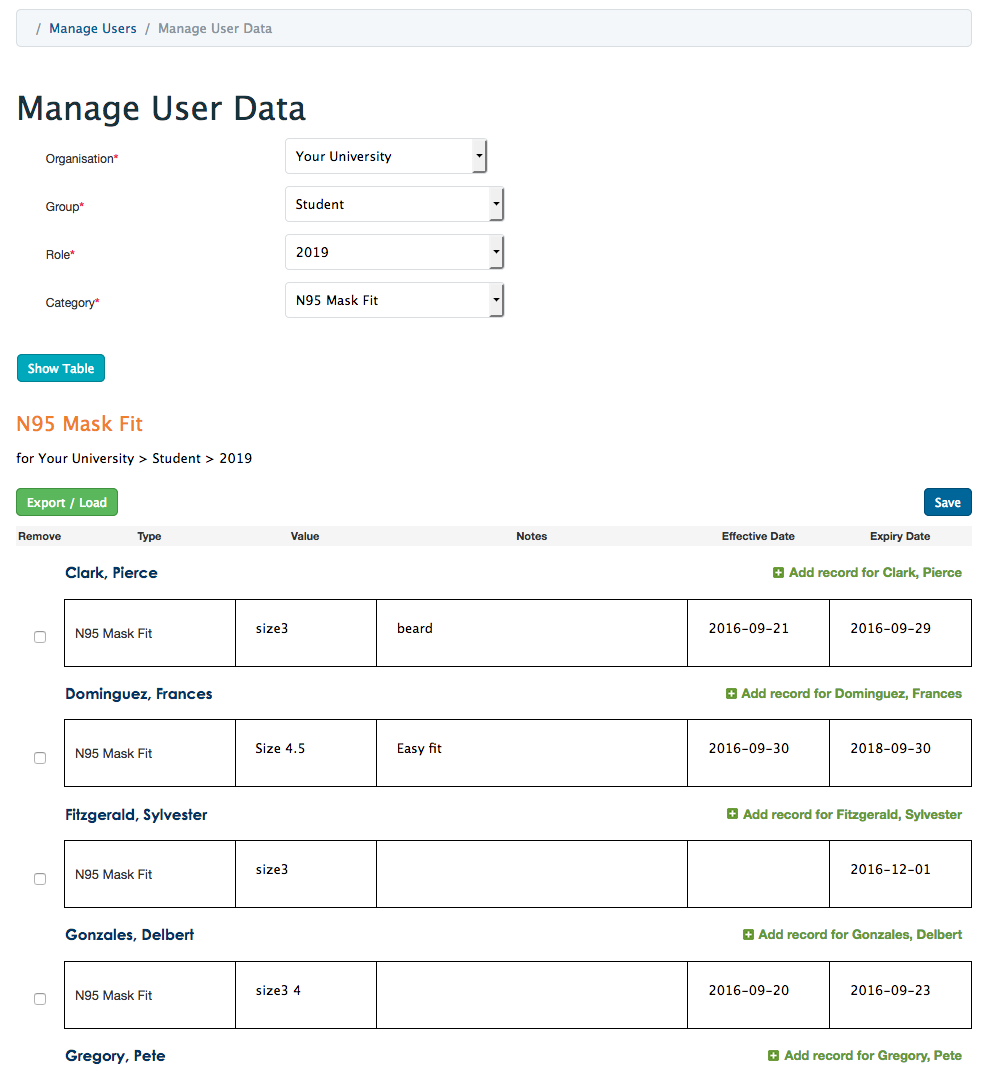 / Manage Users / Manage User Data
Manage User Data
Organisation* Your University
Group* Student
Role* 2019
Category* N95 Mask Fit
Show Table
N95 Mask Fit
for Your University > Student > 2019
Export / Load Save
Remove Type Value Notes Effective Date Expiry Date
Clark, Pierce Add record for Clark, Pierce
N95 Mask Fit size3 beard 2016-09-21 2016-09-29
Dominguez, Frances Add record for Dominguez, Frances
N95 Mask Fit Size 4.5 Easy fit 2016-09-30 2018-09-30
Fitzgerald, Sylvester Add record for Fitzgerald, Sylvester
N95 Mask Fit size3 2016-12-01
Gonzales, Delbert Add record for Gonzales, Delbert
N95 Mask Fit size3 4 2016-09-20 2016-09-23
Gregory, Pete Add record for Gregory, Pete